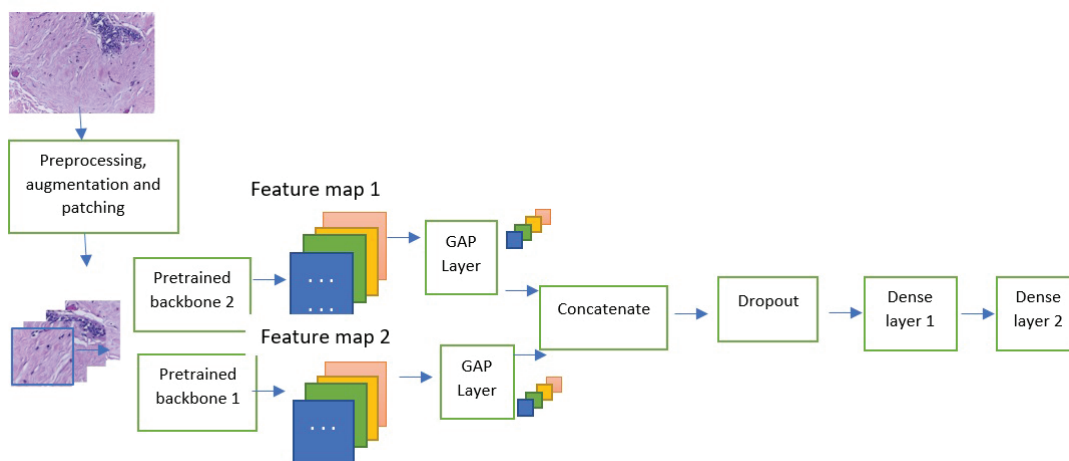 Preprocessing,
augmentation and
patching
Feature map 1
Pretrained
backbone 2
. . .
. . .
GAP
Layer
Concatenate
Dropout
Dense
layer 1
Dense
layer 2
Feature map 2
Pretrained
backbone 1
. . .
GAP
Layer